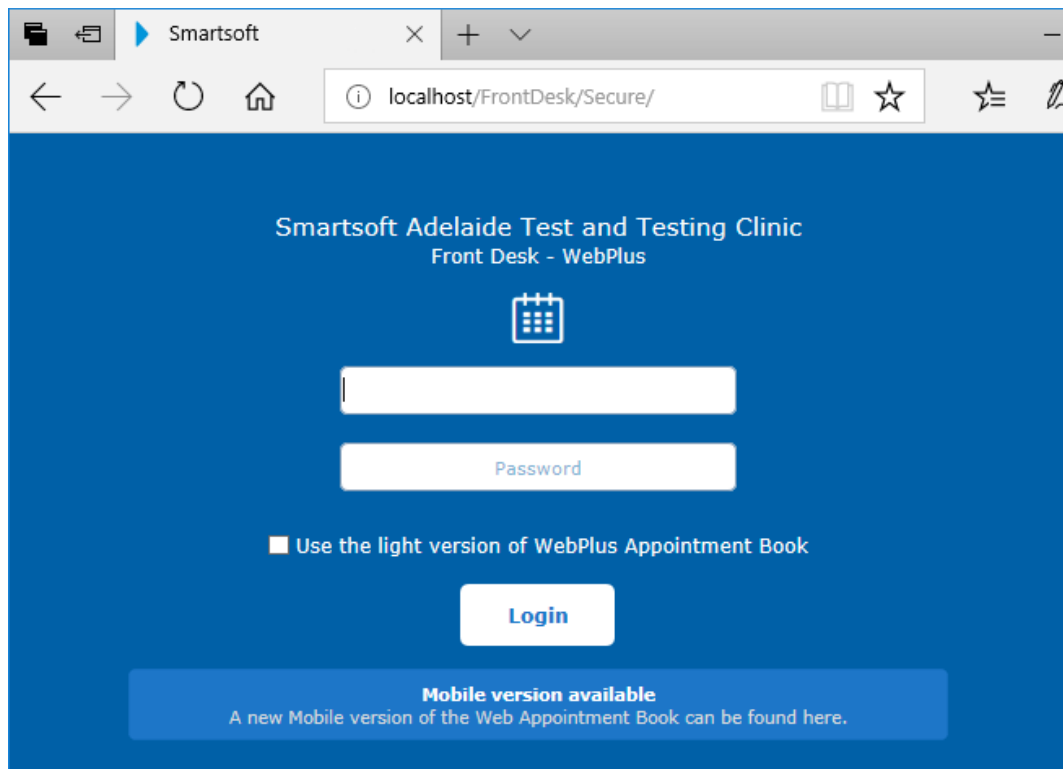 Smartsoft
localhost/FrontDesk/Secure/
Smartsoft Adelaide Test and Testing Clinic
Front Desk - WebPlus
Password
Use the light version of WebPlus Appointment Book
Login
Mobile version available
A new Mobile version of the Web Appointment Book can be found here.